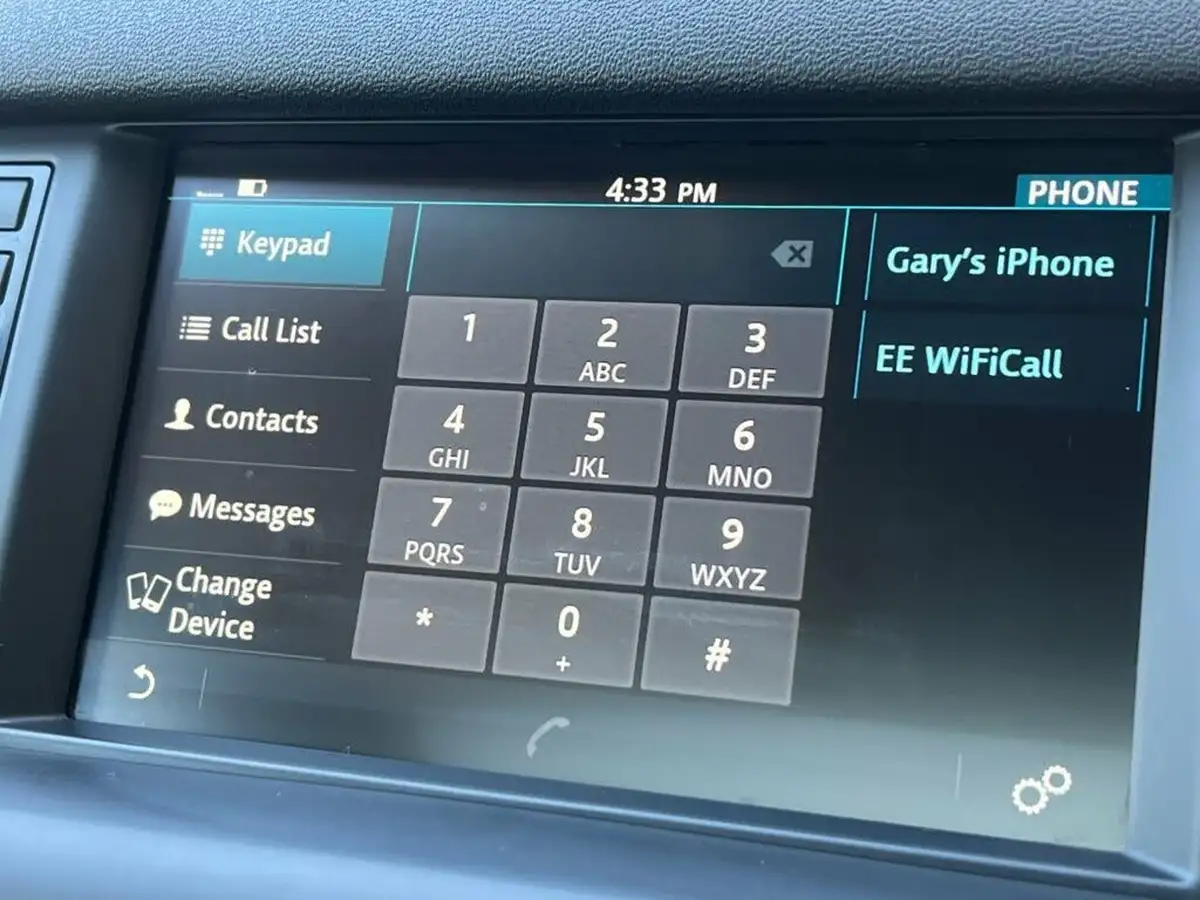 4:33 PM
PHONE
Keypad
Call List
Contacts
Messages
Change
Device
1
2
ABC
3
DEF
4
GHI
5
JKL
6
MNO
7
PQRS
8
TUV
9
WXYZ
*
0
+
#
Gary's iPhone
EE WiFiCall